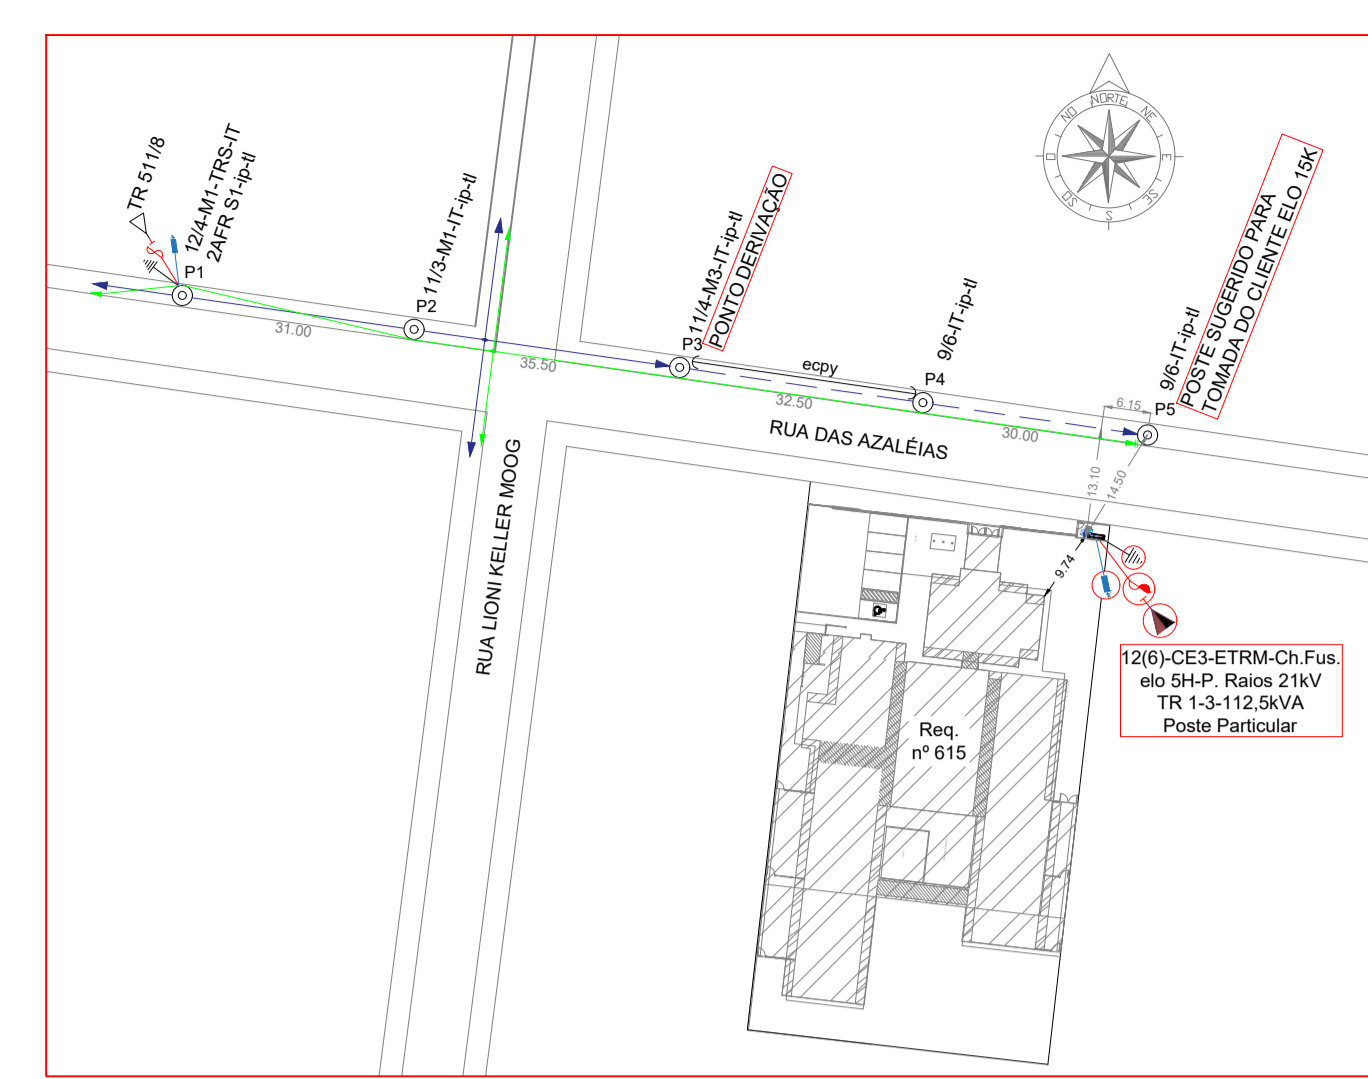 TR 511/8
12/4-M1-TRS-IT
2AFR S1-ip-tl
P1
31.00
11/3-M1-IT-ip-tl
P2
35.50
11/4-M3-IT-ip-tl
PONTO DERIVAÇÃO
P3
ecpy
32.50
9/6-IT-ip-tl
P4
30.00
NORTE
NE
E
SE
S
SO
O
NO
9/6-IT-ip-tl
POSTE SUGERIDO PARA
TOMADA DO CLIENTE ELO 15K
6.15
P5
13.10
14.50
RUA DAS AZALÉIAS
RUA LIONI KELLER MOOG
9.74
12(6)-CE3-ETRM-Ch.Fus.
elo 5H-P. Raios 21kV
TR 1-3-112,5kVA
Poste Particular
Req.
nº 615